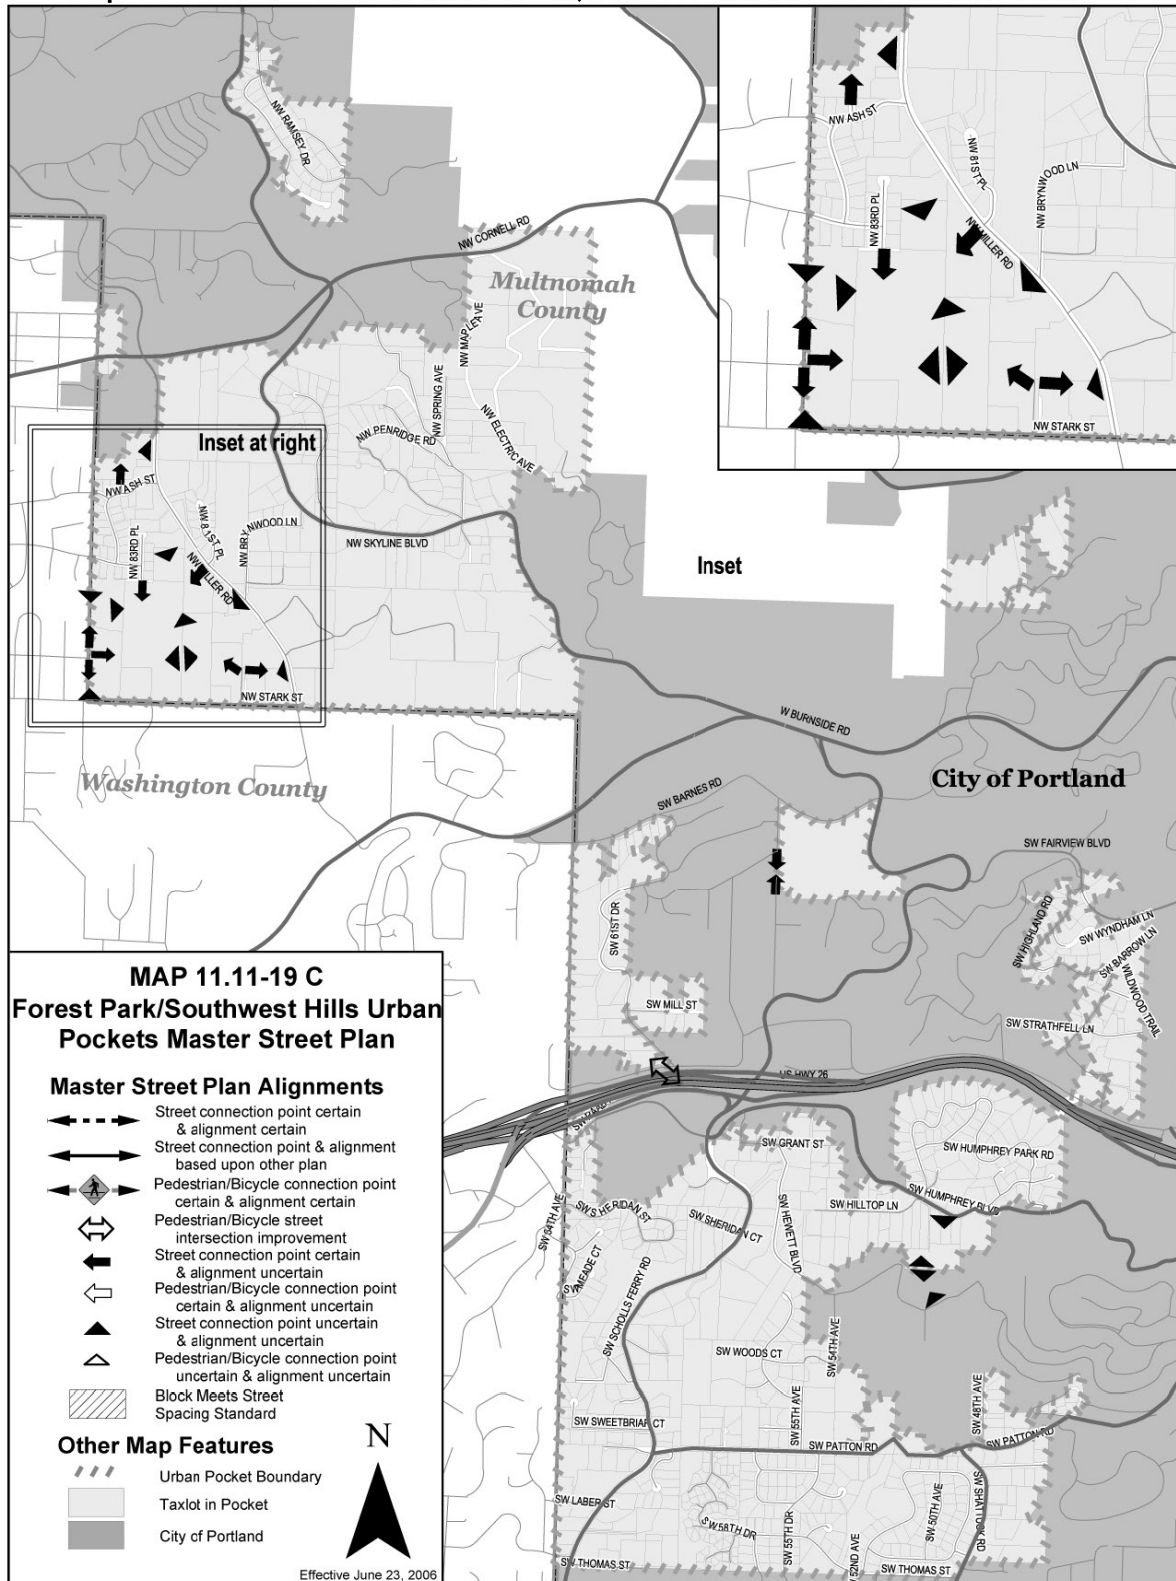 NW RAMSEY DR
NW CORNELL RD
Multnomah
County
NW MAPLE AVE
NW SPRING AVE
NW PENRIDGE RD
NW ELECTRIC AVE
Inset at right
NW ASH ST
NW 81ST PL
NW BRYNWOOD LN
NW 83RD PL
NW MILLER RD
NW SKYLINE BLVD
NW STARK ST
NW ASH ST
NW 81ST PL
NW BRYNWOOD LN
NW 83RD PL
NW MILLER RD
NW STARK ST
Inset
Washington County
W BURNSIDE RD
City of Portland
SW BARNES RD
SW FAIRVIEW BLVD
SW 61ST DR
SW HIGHLAND RD
SW WYNDHAM LN
SW BARROW LN
WILDWOOD TRAIL
SW MILL ST
SW STRATHFELL LN
US HWY 26
SW GRANT ST
SW HUMPHREY PARK RD
SW HUMPHREY BLVD
SW HILLTOP LN
SW 64TH AVE
SW SHERIDAN ST
SW SHERIDAN CT
SW HEWETT BLVD
SW MEADE CT
SW SCHOLLS FERRY RD
SW WOODS CT
SW 54TH AVE
SW 55TH AVE
SW 48TH AVE
SW SWEETBRIAR CT
SW PATTON RD
SW PATTON RD
SW LABER ST
SW 58TH DR
SW 55TH DR
SW 50TH AVE
SW SHATTUCK RD
SW THOMAS ST
SW 52ND AVE
SW THOMAS ST
MAP 11.11-19 C
Forest Park/Southwest Hills Urban
Pockets Master Street Plan
Master Street Plan Alignments
Street connection point certain
& alignment certain
Street connection point & alignment
based upon other plan
Pedestrian/Bicycle connection point
certain & alignment certain
Pedestrian/Bicycle street
intersection improvement
Street connection point certain
& alignment uncertain
Pedestrian/Bicycle connection point
certain & alignment uncertain
Street connection point uncertain
& alignment uncertain
Pedestrian/Bicycle connection point
uncertain & alignment uncertain
Block Meets Street
Spacing Standard
Other Map Features
N
Urban Pocket Boundary
Taxlot in Pocket
City of Portland
Effective June 23, 2006